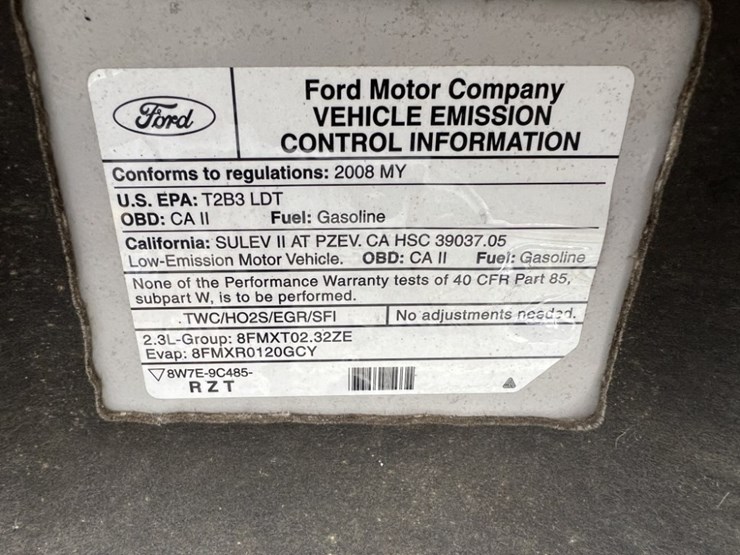 Ford
Ford Motor Company
VEHICLE EMISSION
CONTROL INFORMATION
Conforms to regulations: 2008 MY
U.S. EPA: T2B3 LDT
OBD: CA II Fuel: Gasoline
California: SULEV II AT PZEV. CA HSC 39037.05
Low-Emission Motor Vehicle. OBD: CA II Fuel: Gasoline
None of the Performance Warranty tests of 40 CFR Part 85,
subpart W, is to be performed.
TWC/HO2S/EGR/SFI No adjustments needed.
2.3L-Group: 8FMXT02.32ZE
Evap: 8FMXR0120GCY
8W7E-9C485-
RZT